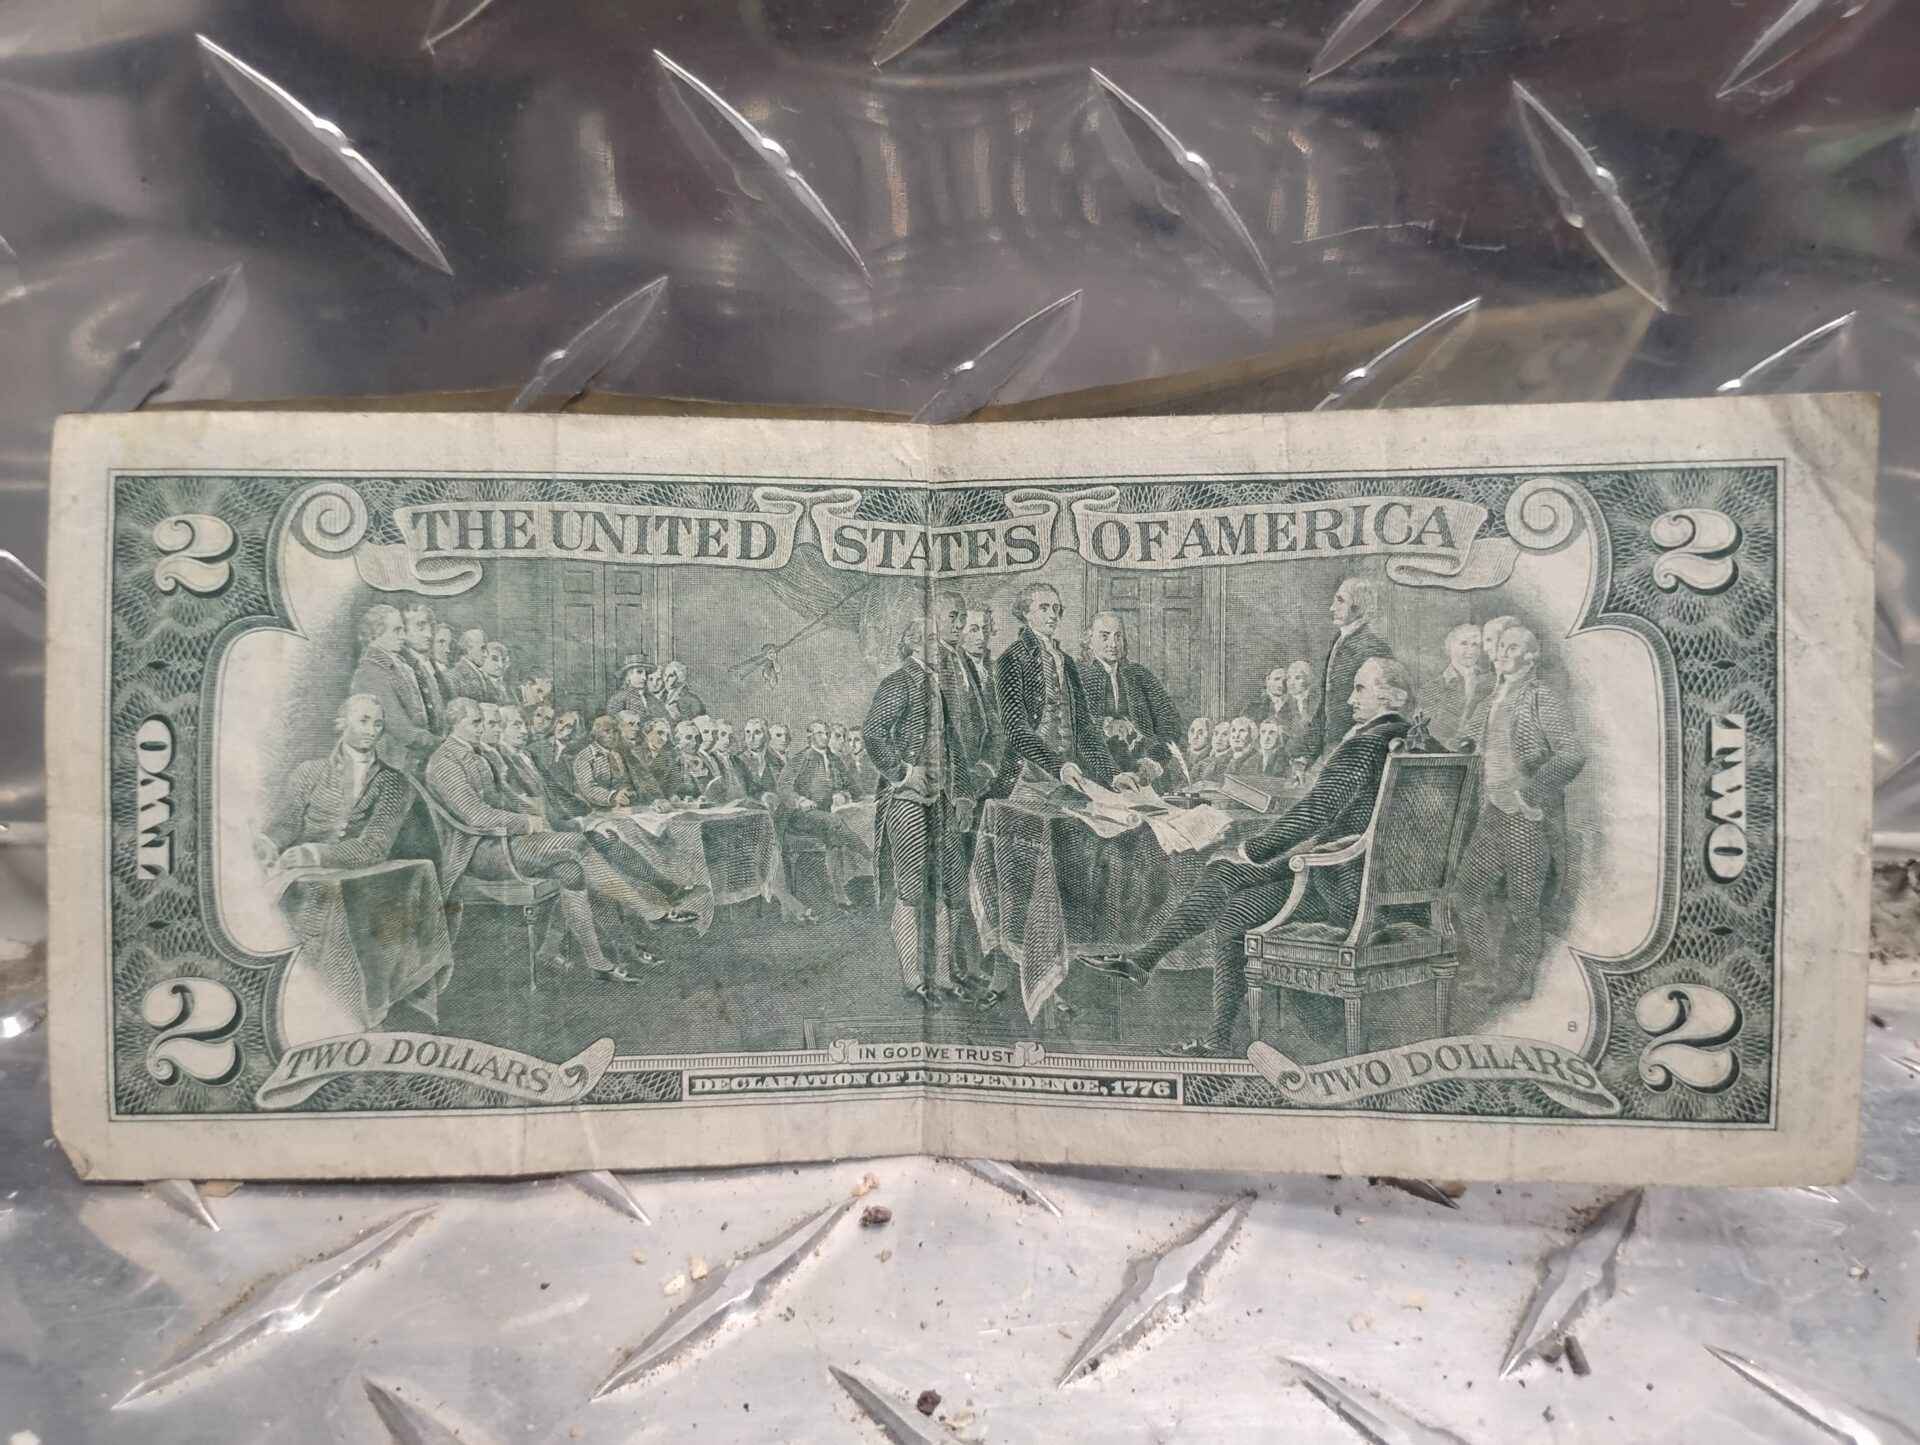 2 THE UNITED STATES OF AMERICA 2
TWO TWO
2 TWO DOLLARS IN GOD WE TRUST TWO DOLLARS 8 2
DECLARATION OF INDEPENDENCE, 1776